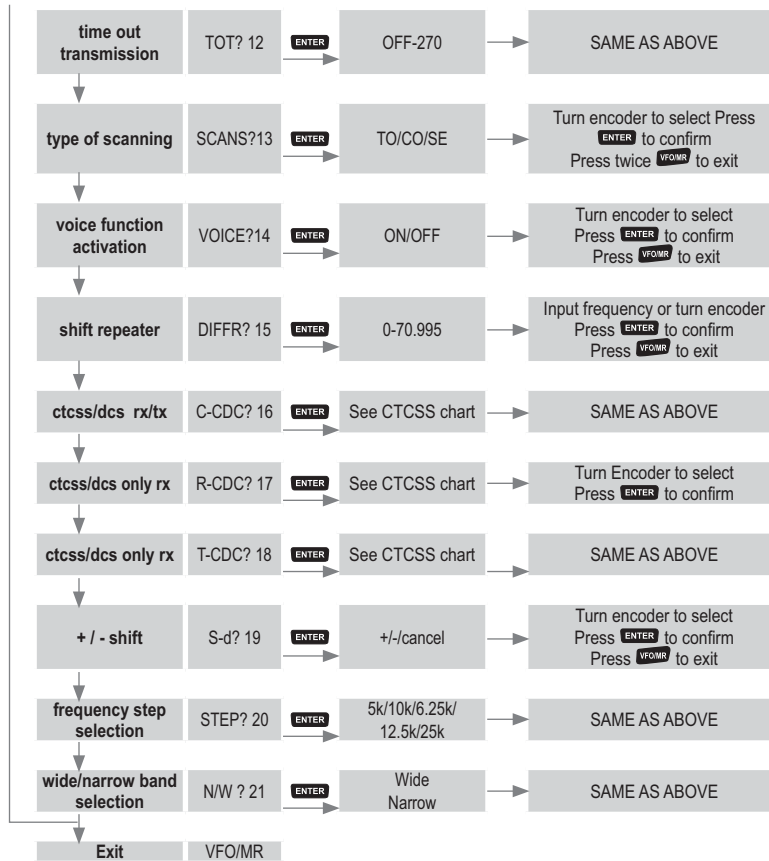 time out
transmission
TOT? 12
ENTER
OFF-270
SAME AS ABOVE
type of scanning
SCANS?13
ENTER
TO/CO/SE
Turn encoder to select Press
ENTER to confirm
Press twice VFO/MR to exit
voice function
activation
VOICE?14
ENTER
ON/OFF
Turn encoder to select
Press ENTER to confirm
Press VFO/MR to exit
shift repeater
DIFFR? 15
ENTER
0-70.995
Input frequency or turn encoder
Press ENTER to confirm
Press VFO/MR to exit
ctcss/dcs rx/tx
C-CDC? 16
ENTER
See CTCSS chart
SAME AS ABOVE
ctcss/dcs only rx
R-CDC? 17
ENTER
See CTCSS chart
Turn Encoder to select
Press ENTER to confirm
ctcss/dcs only rx
T-CDC? 18
ENTER
See CTCSS chart
SAME AS ABOVE
+ / - shift
S-d? 19
ENTER
+/-/cancel
Turn encoder to select
Press ENTER to confirm
Press VFO/MR to exit
frequency step
selection
STEP? 20
ENTER
5k/10k/6.25k/
12.5k/25k
SAME AS ABOVE
wide/narrow band
selection
N/W ? 21
ENTER
Wide
Narrow
SAME AS ABOVE
Exit
VFO/MR